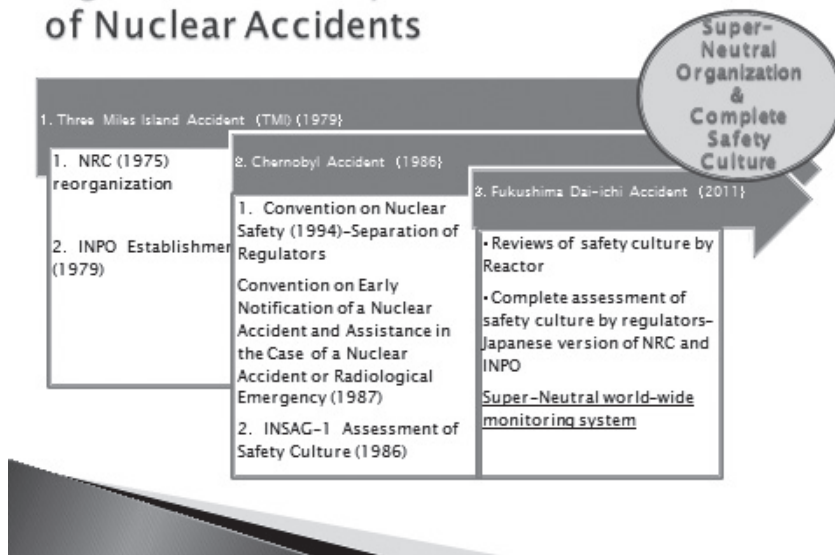 of Nuclear Accidents
Super-
Neutral
Organization
&
Complete
Safety
Culture
1. Three Miles Island Accident (TMI) (1979}
1. NRC (1975)
reorganization
2. INPO Establishmer
(1979)
2. Chernobyl Accident (1986}
1. Convention on Nuclear
Safety (1994)-Separation of
Regulators
Convention on Early
Notification of a Nuclear
Accident and Assistance in
the Case of a Nuclear
Accident or Radiological
Emergency (1987)
2. INSAG-1 Assessment of
Safety Culture (1986)
3. Fukushima Dai-ichi Accident (2011}
•Reviews of safety culture by
Reactor
•Complete assessment of
safety culture by regulators-
Japanese version of NRC and
INPO
Super-Neutral world-wide
monitoring system